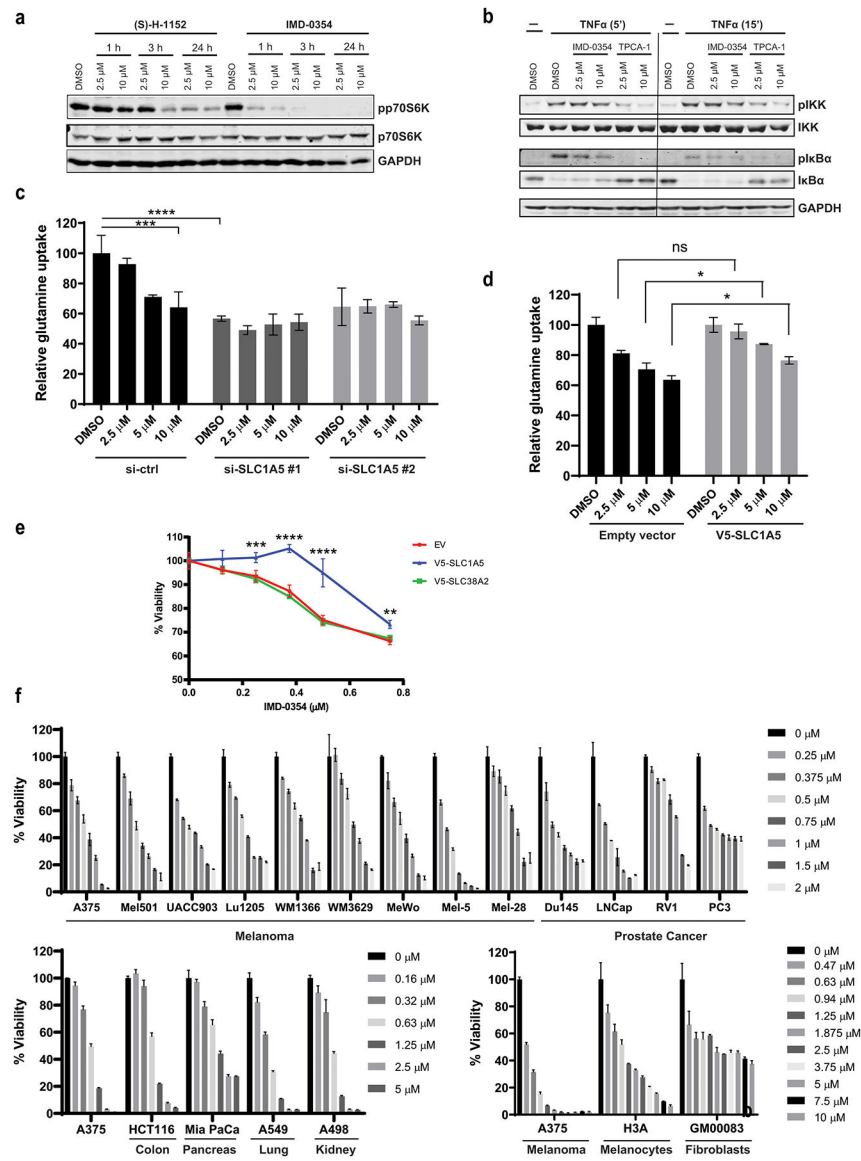 a
(S)-H-1152 IMD-0354
1 h 3 h 24 h 1 h 3 h 24 h
DMSO 2.5 µM 10 µM 2.5 µM 10 µM 2.5 µM 10 µM DMSO 2.5 µM 10 µM 2.5 µM 10 µM 2.5 µM 10 µM
pp70S6K
p70S6K
GAPDH
b
– TNFα (5') – TNFα (15')
IMD-0354 TPCA-1 IMD-0354 TPCA-1
DMSO DMSO 2.5 µM 10 µM 2.5 µM 10 µM DMSO DMSO 2.5 µM 10 µM 2.5 µM 10 µM
pIKK
IKK
pIκBα
IκBα
GAPDH
c
Relative glutamine uptake
120
100
80
60
40
20
0
****
***
DMSO 2.5 µM 5 µM 10 µM DMSO 2.5 µM 5 µM 10 µM DMSO 2.5 µM 5 µM 10 µM
si-ctrl si-SLC1A5 #1 si-SLC1A5 #2
d
Relative glutamine uptake
120
100
80
60
40
20
0
ns
*
*
DMSO 2.5 µM 5 µM 10 µM DMSO 2.5 µM 5 µM 10 µM
Empty vector V5-SLC1A5
e
% Viability
110
100
90
80
70
60
50
*** **** **** **
0.0 0.2 0.4 0.6 0.8
IMD-0354 (µM)
EV
V5-SLC1A5
V5-SLC38A2
f
% Viability
120
100
80
60
40
20
0
A375 Mel501 UACC903 Lu1205 WM1366 WM3629 MeWo Mel-5 Mel-28 Du145 LNCap RV1 PC3
Melanoma Prostate Cancer
0 µM
0.25 µM
0.375 µM
0.5 µM
0.75 µM
1 µM
1.5 µM
2 µM
% Viability
120
100
80
60
40
20
0
A375 HCT116 Mia PaCa A549 A498
Colon Pancreas Lung Kidney
0 µM
0.16 µM
0.32 µM
0.63 µM
1.25 µM
2.5 µM
5 µM
% Viability
120
100
80
60
40
20
0
A375 H3A GM00083
Melanoma Melanocytes Fibroblasts
0 µM
0.47 µM
0.63 µM
0.94 µM
1.25 µM
1.875 µM
2.5 µM
3.75 µM
5 µM
7.5 µM
10 µM